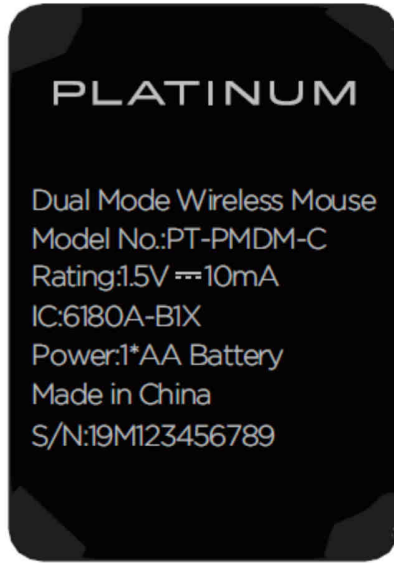 PLATINUM
Dual Mode Wireless Mouse
Model No.:PT-PMDM-C
Rating:1.5V ⎓ 10mA
IC:6180A-B1X
Power:1*AA Battery
Made in China
S/N:19M123456789